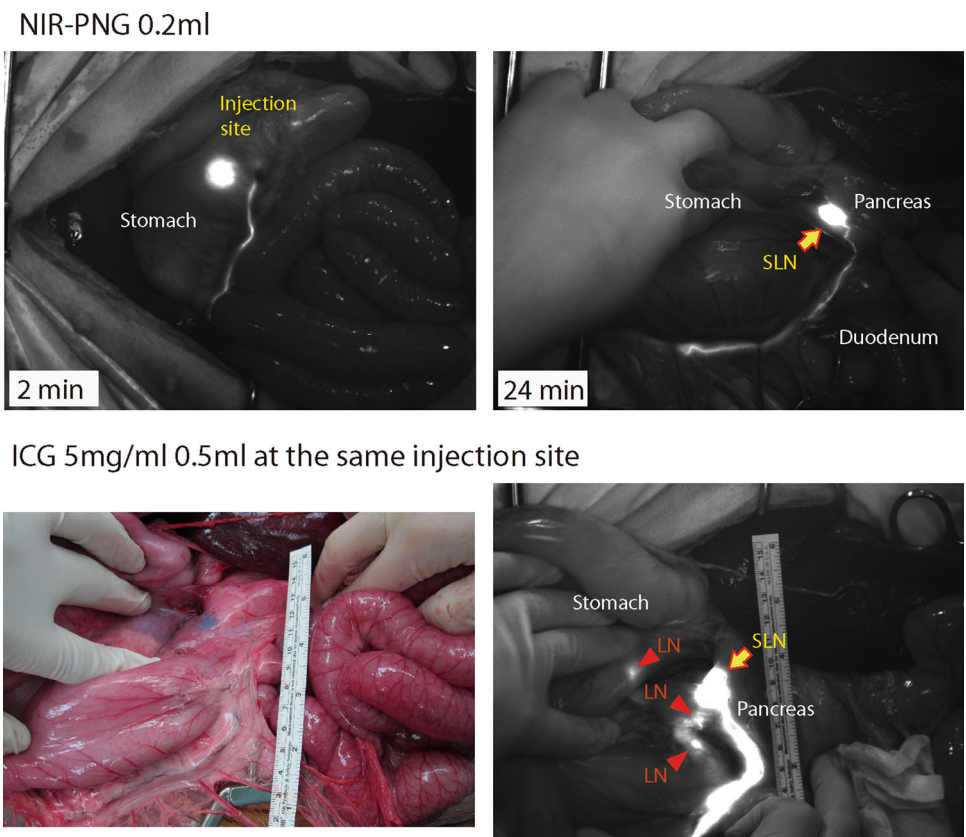 NIR-PNG 0.2ml
Injection
site
Stomach
2 min
Stomach
Pancreas
SLN
Duodenum
24 min
ICG 5mg/ml 0.5ml at the same injection site
Stomach
LN
SLN
LN
Pancreas
LN